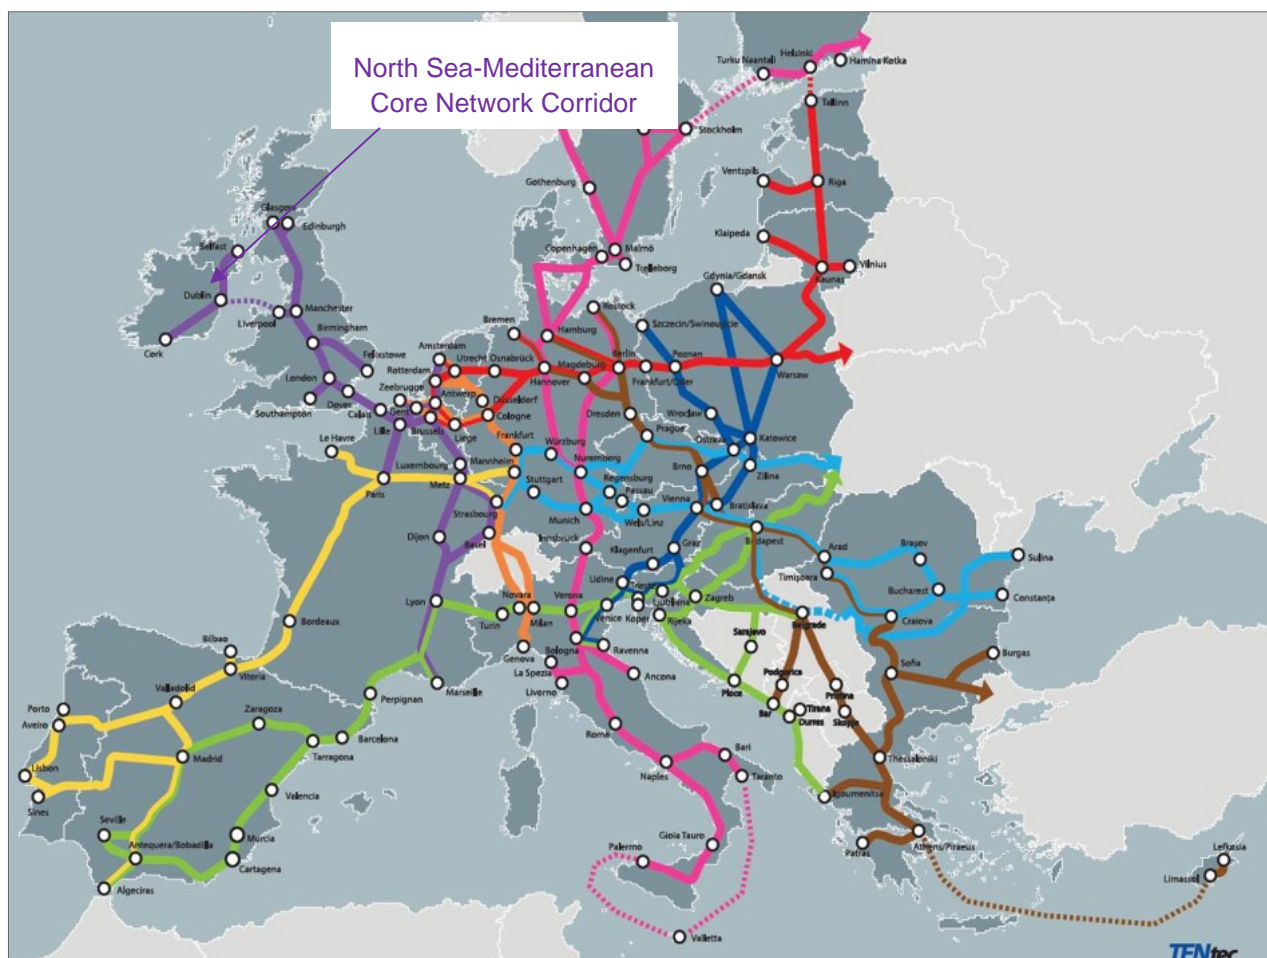 North Sea-Mediterranean
Core Network Corridor
Turku Naantali
Helsinki
Hamina Kotka
Tallinn
Stockholm
Ventspils
Riga
Gothenburg
Klaipeda
Glasgow
Edinburgh
Belfast
Copenhagen
Malmö
Trelleborg
Vilnius
Kaunas
Gdynia/Gdansk
Dublin
Liverpool
Manchester
Birmingham
Cork
Bremen
Hamburg
Szczecin/Swinoujscie
Felixstowe
Amsterdam
Utrecht
Osnabrück
Magdeburg
Berlin
Poznan
Warsaw
London
Rotterdam
Hannover
Frankfurt/Oder
Zeebrugge
Antwerp
Düsseldorf
Southampton
Dover
Calais
Gent
Cologne
Dresden
Wroclaw
Lille
Brussels
Liège
Prague
Ostrava
Katowice
Le Havre
Frankfurt
Würzburg
Luxembourg
Mannheim
Nuremberg
Brno
Zilina
Paris
Metz
Stuttgart
Regensburg
Passau
Vienna
Bratislava
Strasbourg
Munich
Wels/Linz
Dijon
Basel
Innsbrück
Klagenfurt
Graz
Budapest
Arad
Braşov
Sulina
Timişoara
Udine
Trieste
Ljubljana
Zagreb
Bucharest
Constanţa
Lyon
Novara
Verona
Turin
Milan
Venice
Koper
Rijeka
Belgrade
Craiova
Bordeaux
Bilbao
Genova
Bologna
Ravenna
Sarajevo
Vitoria
La Spezia
Ancona
Podgorica
Pristina
Sofia
Burgas
Valladolid
Perpignan
Marseille
Livorno
Ploce
Porto
Aveiro
Zaragoza
Bar
Tirana
Durres
Skopje
Barcelona
Tarragona
Rome
Lisbon
Madrid
Bari
Thessaloniki
Sines
Valencia
Naples
Taranto
Igoumenitsa
Seville
Murcia
Antequera/Bobadilla
Cartagena
Algeciras
Palermo
Gioia Tauro
Patras
Athens/Piraeus
Lefkosia
Limassol
Valletta
TENtec